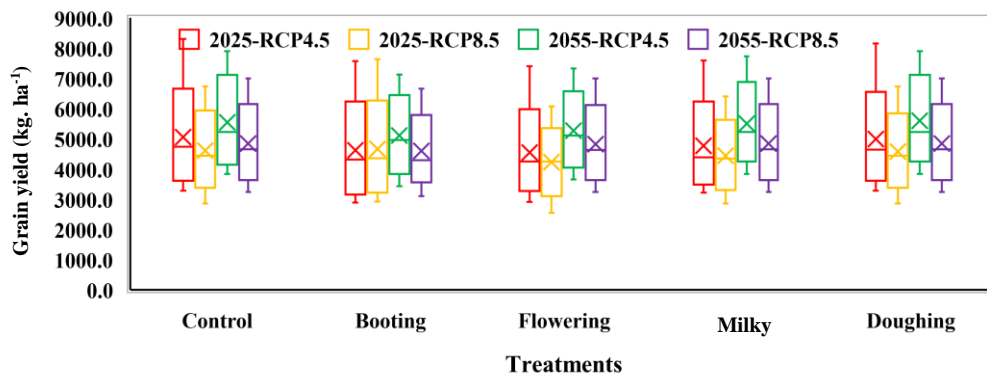 Grain yield (kg. ha-1)
9000.0
8000.0
7000.0
6000.0
5000.0
4000.0
3000.0
2000.0
1000.0
0.0
2025-RCP4.5 2025-RCP8.5 2055-RCP4.5 2055-RCP8.5
Control Booting Flowering Milky Doughing
Treatments